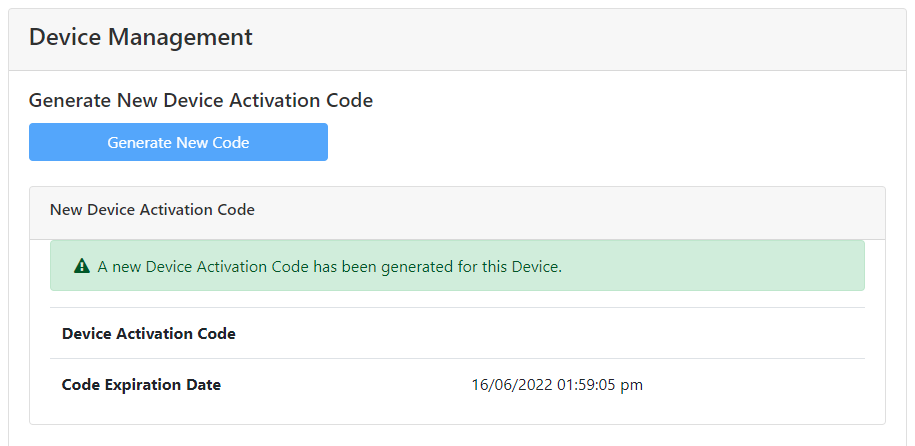 Device Management
Generate New Device Activation Code
Generate New Code
New Device Activation Code
A new Device Activation Code has been generated for this Device.
Device Activation Code
Code Expiration Date 16/06/2022 01:59:05 pm